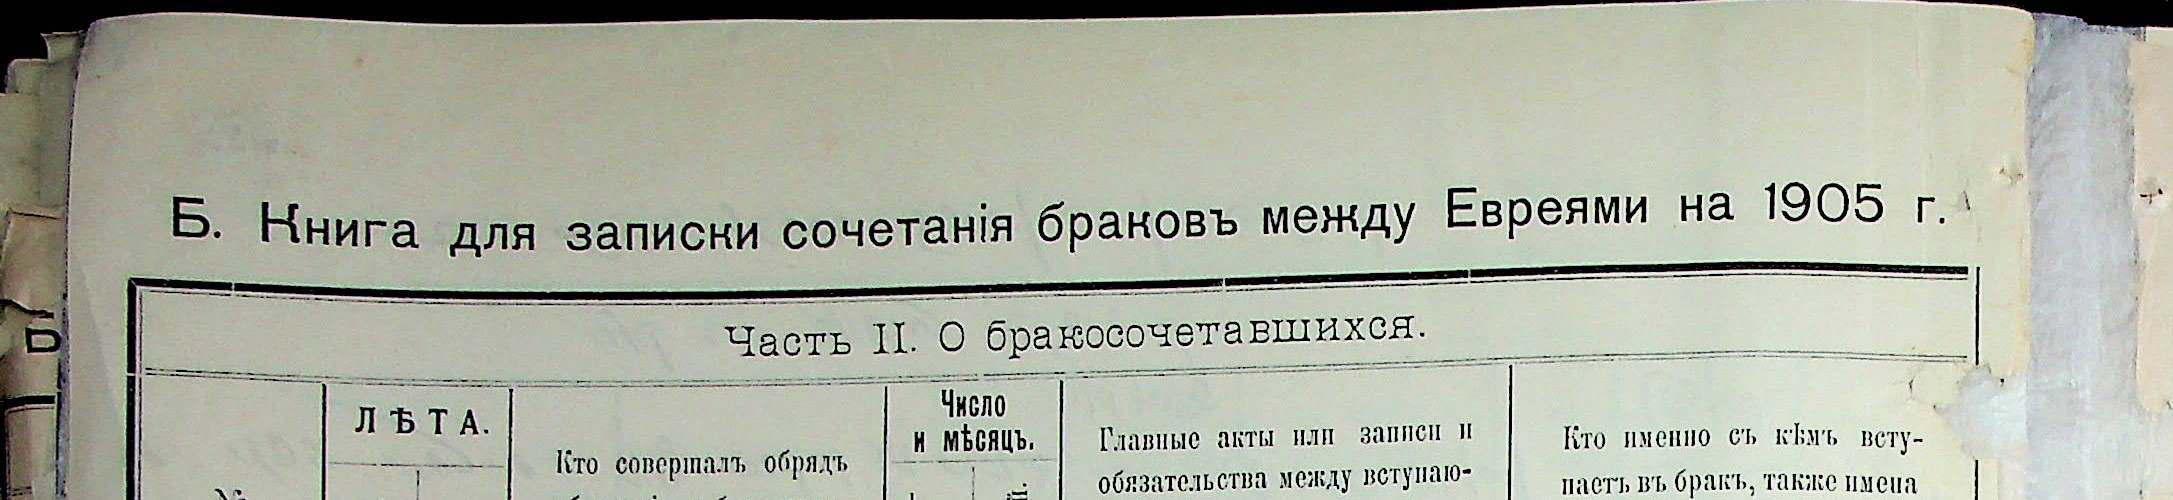 Б. Книга для записки сочетанія браковъ между Евреями на 1905 г.
Б
Часть II. О бракосочетавшихся.
ЛѢТА.
Кто совершалъ обрядъ
Число
и мѣсяцъ.
Главные акты или записи и
обязательства между вступаю-
Кто именно съ кѣмъ всту-
паетъ въ бракъ, также имена
№